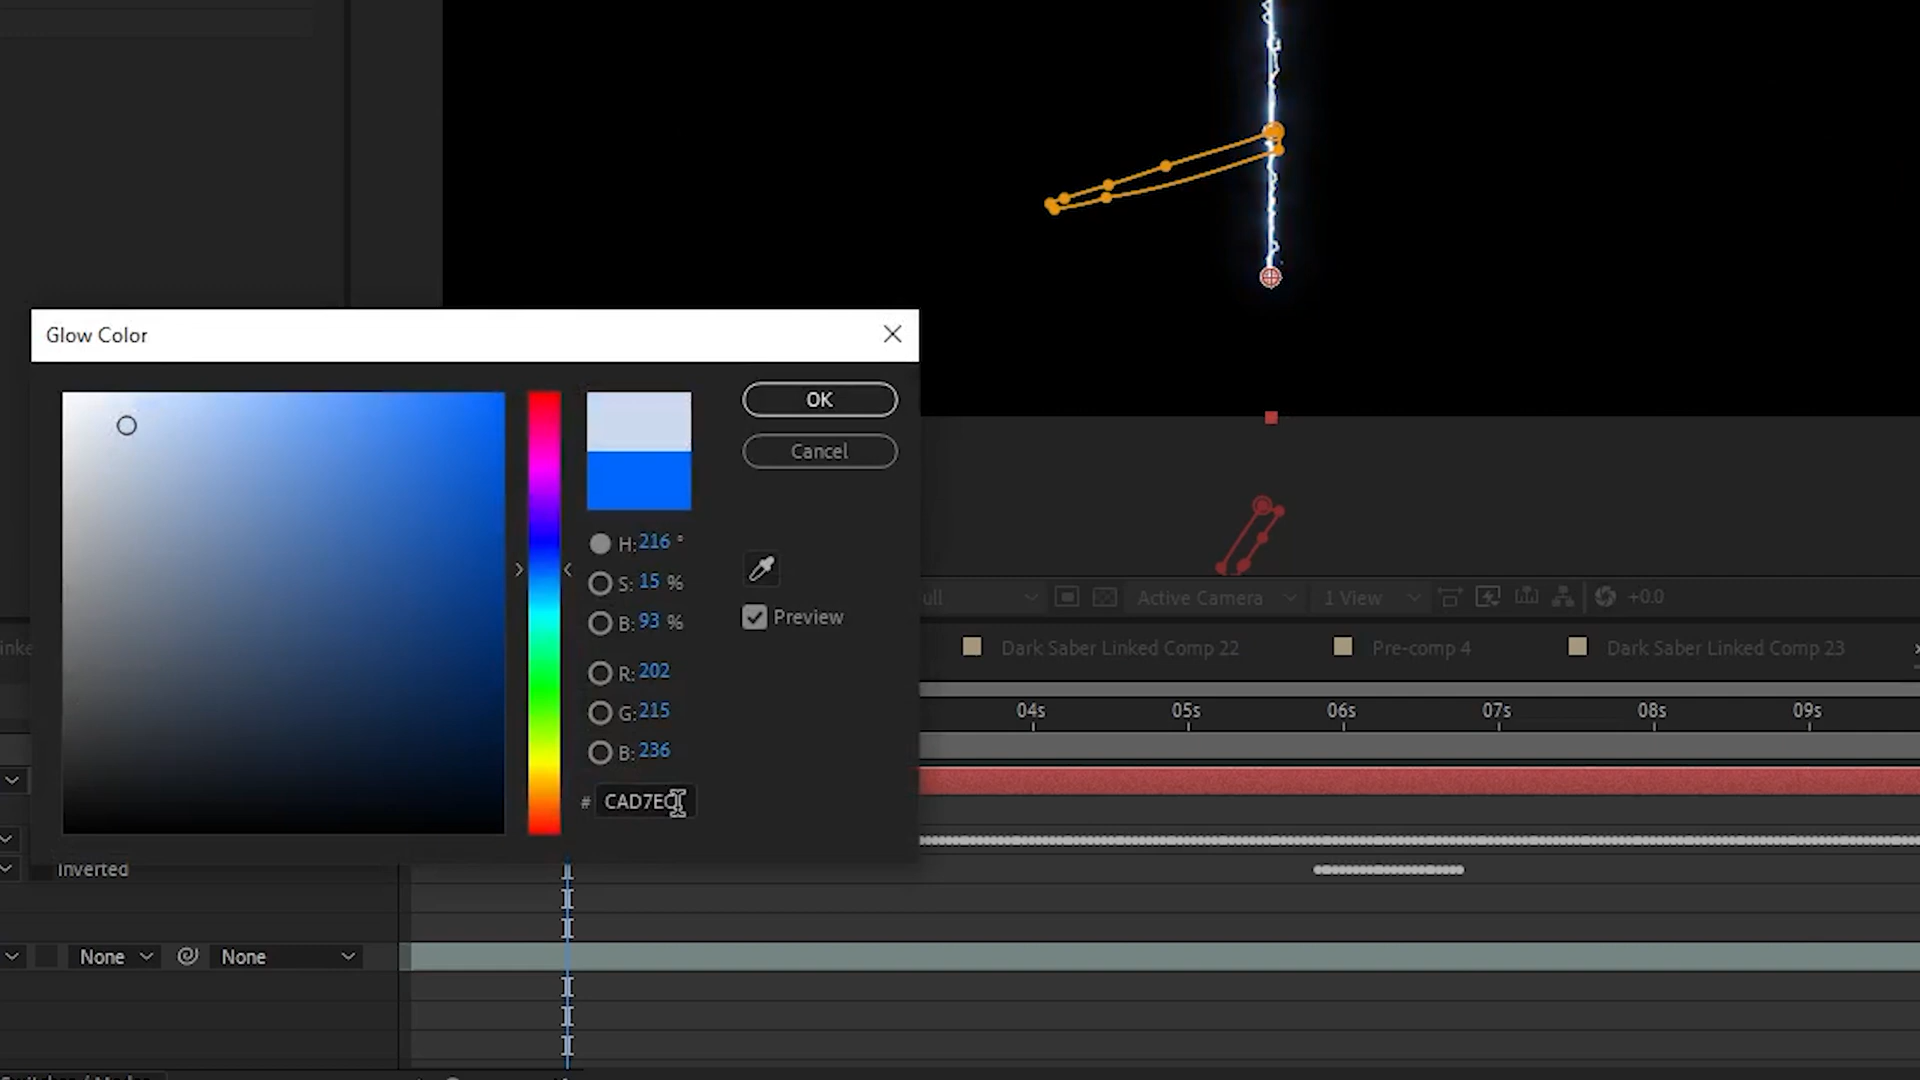 Glow Color
OK
Cancel
H: 216 °
S: 15 %
B: 93 %
Preview
R: 202
G: 215
B: 236
# CAD7EC
Active Camera
1 View
+0.0
Dark Saber Linked Comp 22
Pre-comp 4
Dark Saber Linked Comp 23
04s
05s
06s
07s
08s
09s
Inverted
None
None